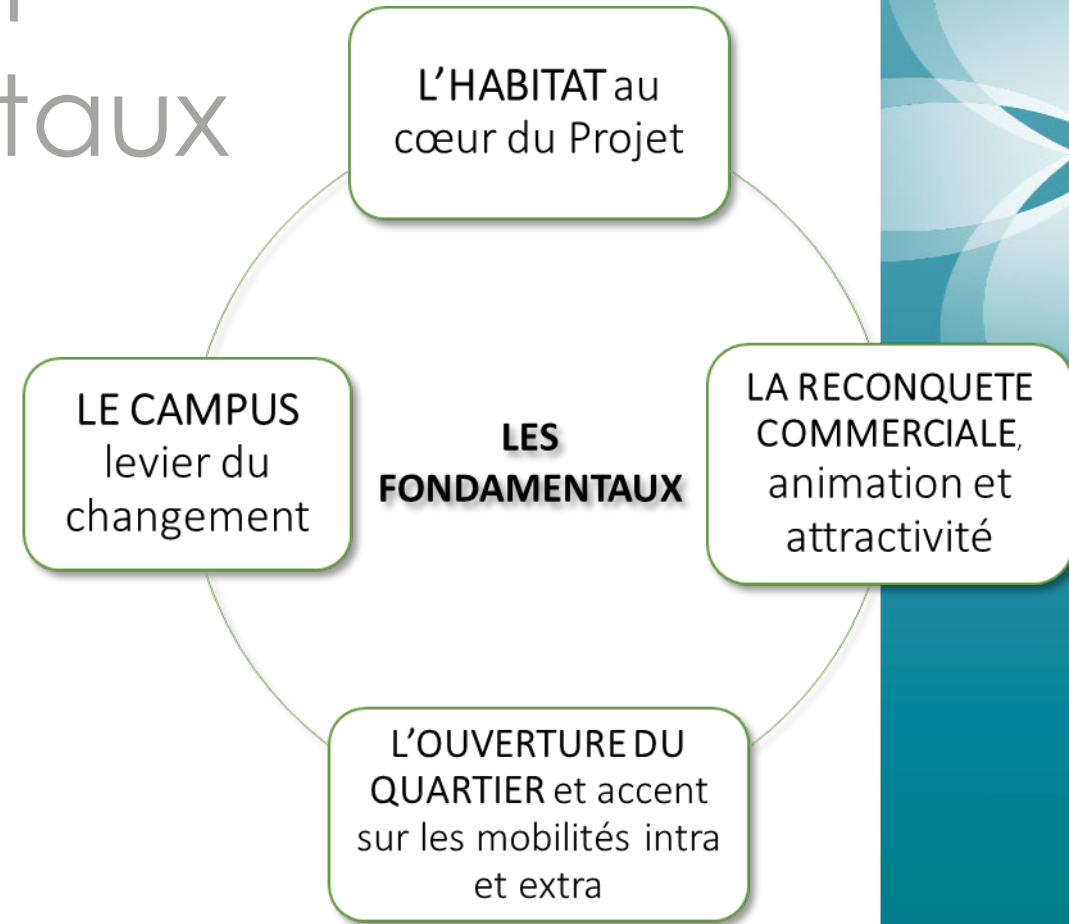 taux
L'HABITAT au
cœur du Projet
LE CAMPUS
levier du
changement
LES
FONDAMENTAUX
LA RECONQUETE
COMMERCIALE,
animation et
attractivité
L'OUVERTURE DU
QUARTIER et accent
sur les mobilités intra
et extra